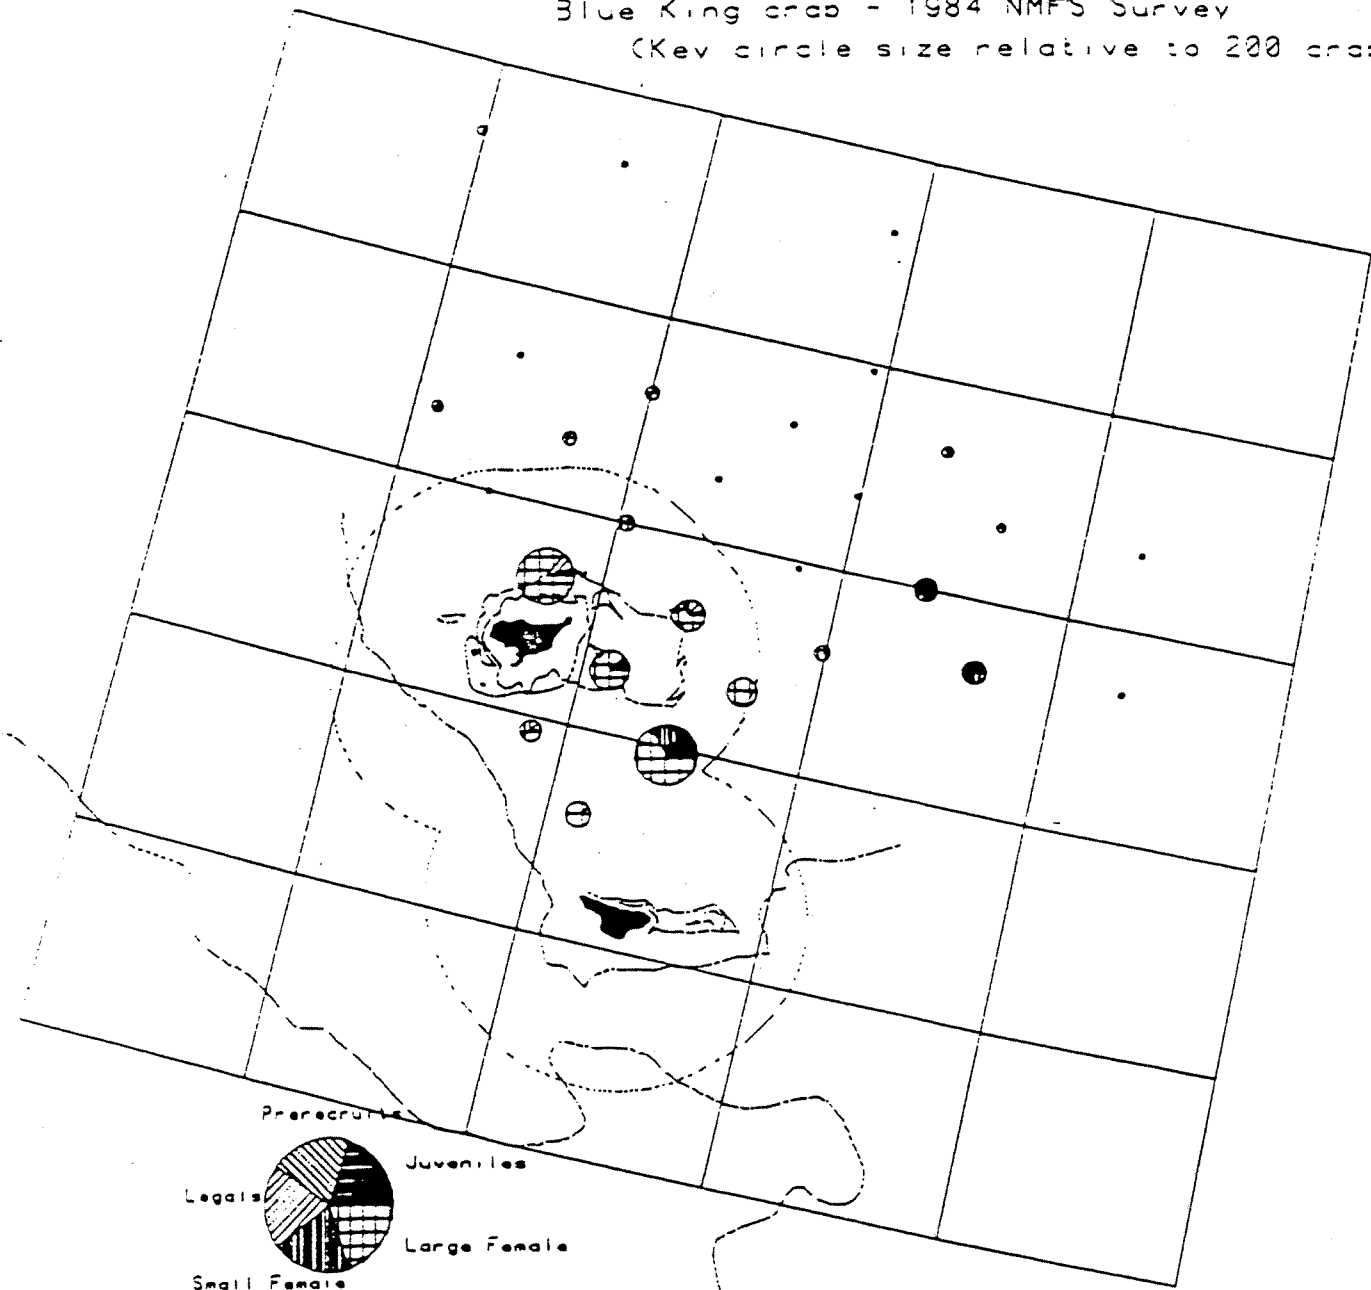 Blue King crab - 1984 NMFS Survey
(Key circle size relative to 200 crab
Prerecruits
Juveniles
Legals
Large Female
Small Female